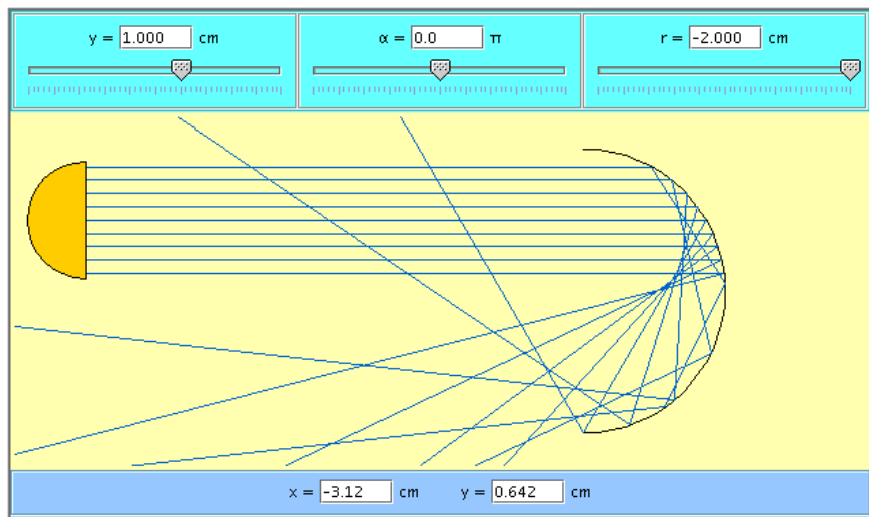 y = 1.000 cm α = 0.0 π r = -2.000 cm
x = -3.12 cm y = 0.642 cm